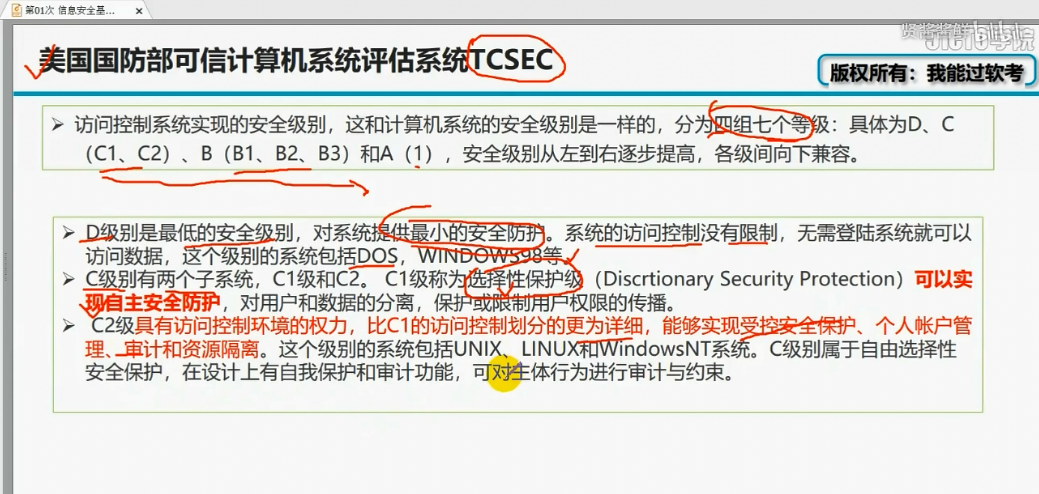 第01次 信息安全基...
贤酱酱鲜
bilibili
51CTO学院
美国国防部可信计算机系统评估系统TCSEC
版权所有：我能过软考
➢ 访问控制系统实现的安全级别，这和计算机系统的安全级别是一样的，分为四组七个等级：具体为D、C
（C1、C2）、B（B1、B2、B3）和A（1），安全级别从左到右逐步提高，各级间向下兼容。
➢ D级别是最低的安全级别，对系统提供最小的安全防护。系统的访问控制没有限制，无需登陆系统就可以
访问数据，这个级别的系统包括DOS，WINDOWS98等。
➢ C级别有两个子系统，C1级和C2。 C1级称为选择性保护级（Discrtionary Security Protection）可以实
现自主安全防护，对用户和数据的分离，保护或限制用户权限的传播。
➢ C2级具有访问控制环境的权力，比C1的访问控制划分的更为详细，能够实现受控安全保护、个人帐户管
理、审计和资源隔离。这个级别的系统包括UNIX、LINUX和WindowsNT系统。C级别属于自由选择性
安全保护，在设计上有自我保护和审计功能，可对主体行为进行审计与约束。